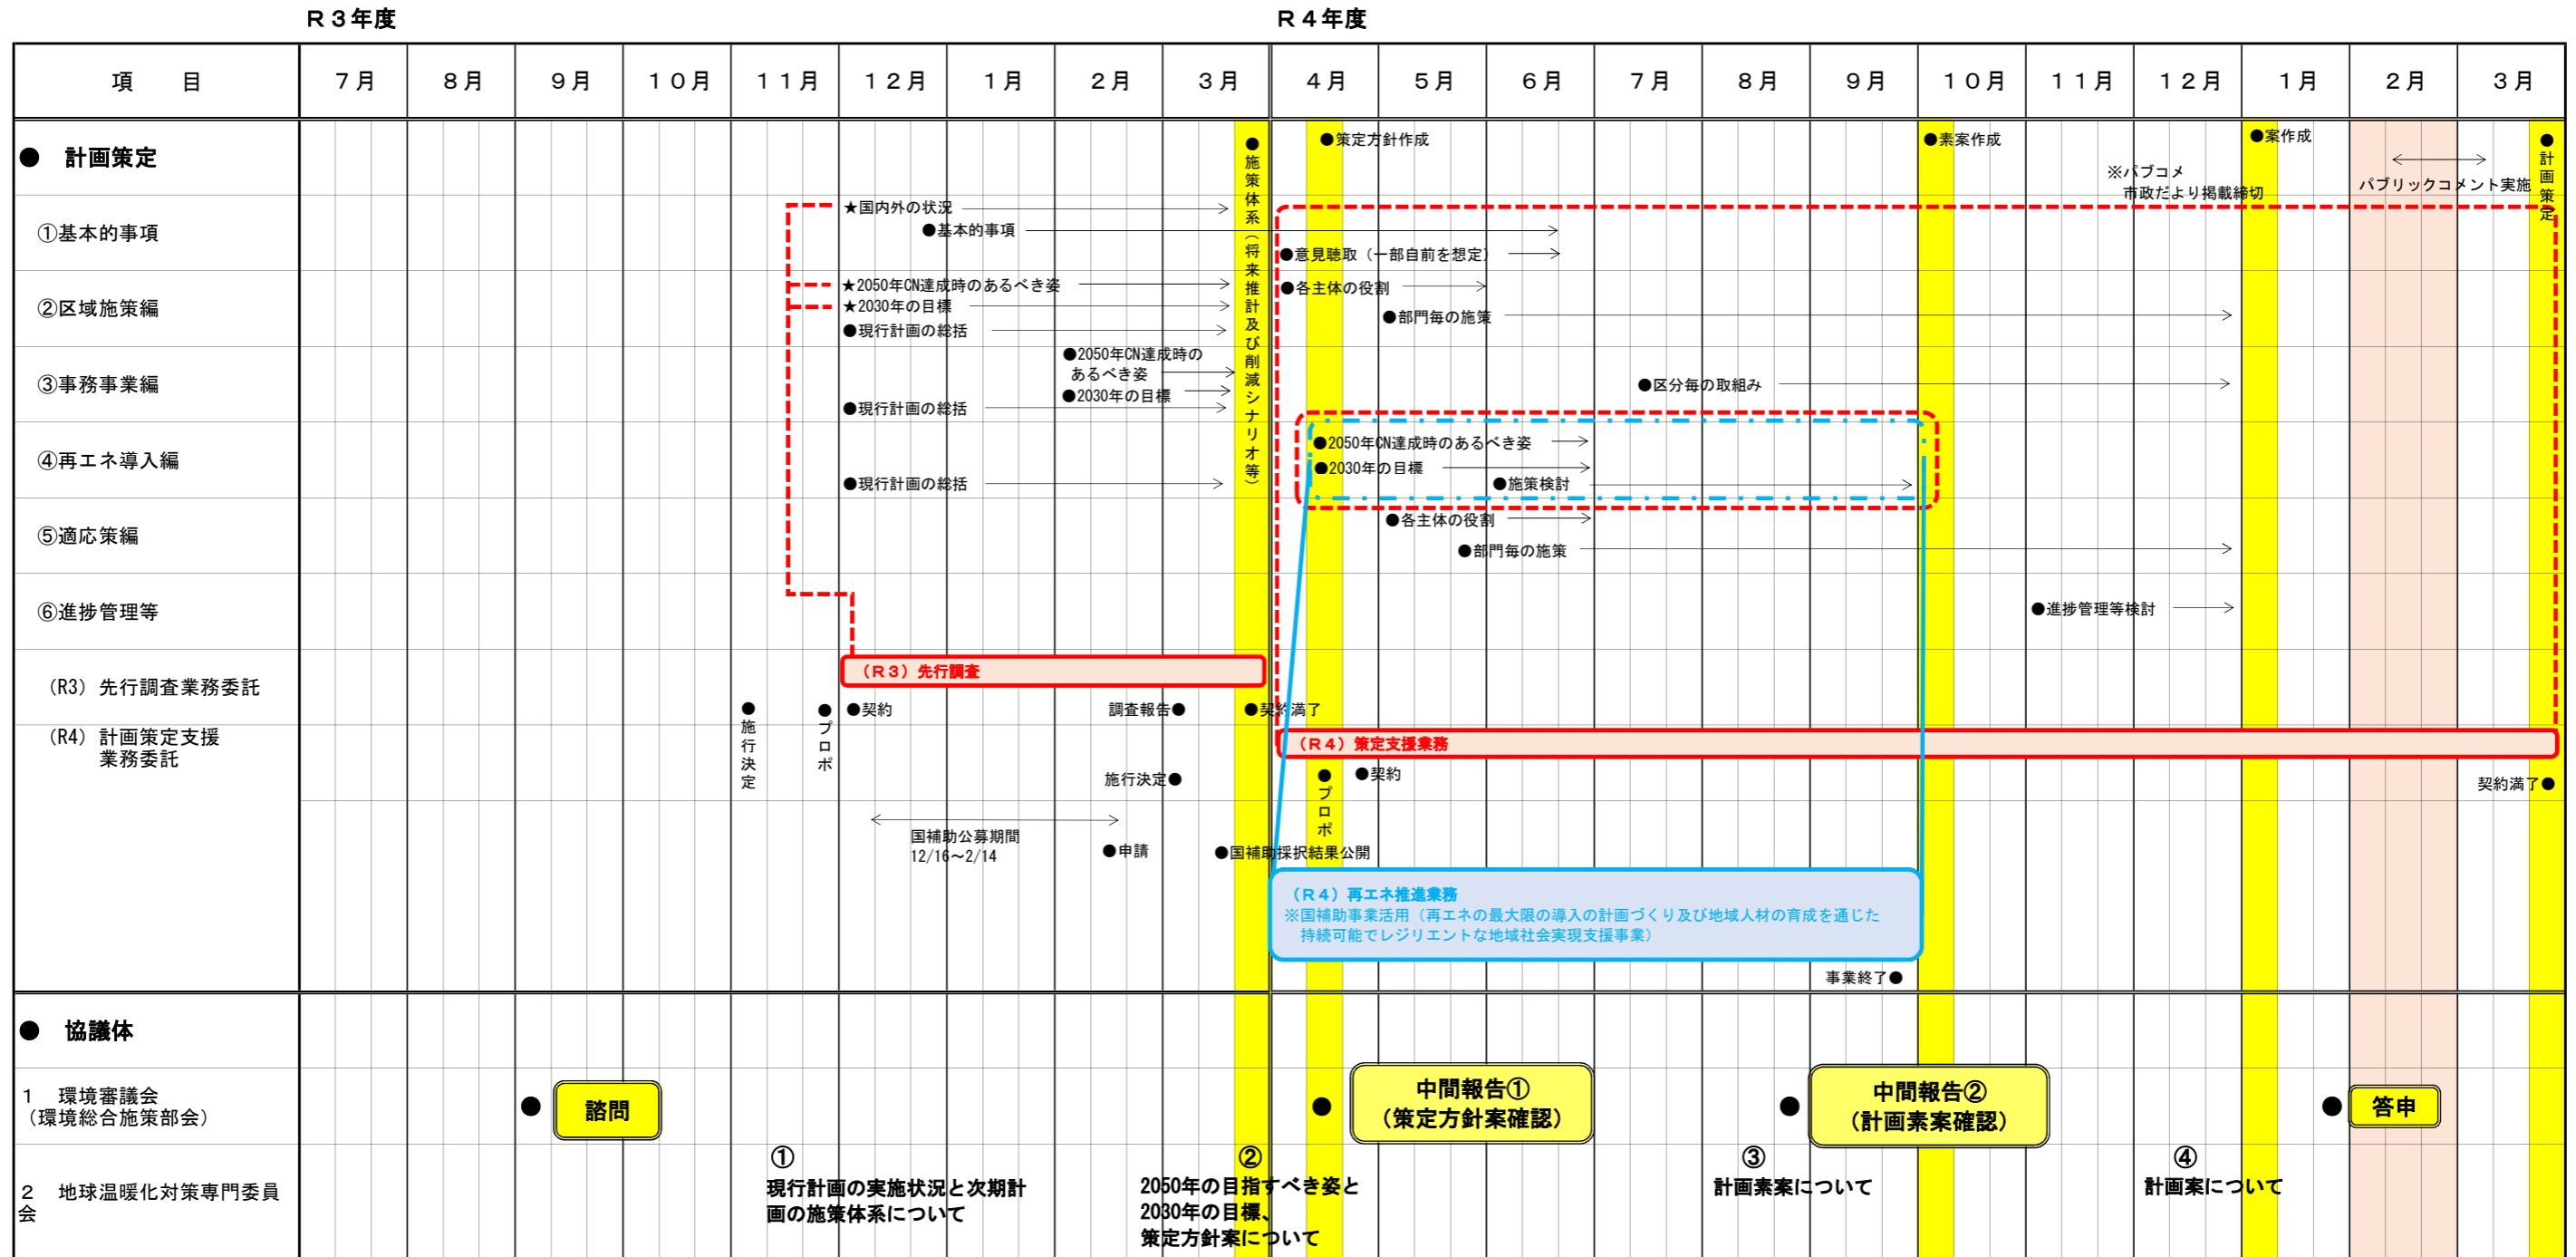 Ｒ３年度
Ｒ４年度
項　　目
７月
８月
９月
１０月
１１月
１２月
１月
２月
３月
４月
５月
６月
７月
８月
９月
１０月
１１月
１２月
１月
２月
３月
●　計画策定
●施策体系（将来推計及び削減シナリオ等）
●策定方針作成
●素案作成
●案作成
●計画策定
※パブコメ
市政だより掲載締切
パブリックコメント実施
①基本的事項
★国内外の状況
●基本的事項
●意見聴取（一部自前を想定）
②区域施策編
★2050年CN達成時のあるべき姿
★2030年の目標
●現行計画の総括
●各主体の役割
●部門毎の施策
③事務事業編
●2050年CN達成時の
あるべき姿
●2030年の目標
●現行計画の総括
●区分毎の取組み
④再エネ導入編
●現行計画の総括
●2050年CN達成時のあるべき姿
●2030年の目標
●施策検討
⑤適応策編
●各主体の役割
●部門毎の施策
⑥進捗管理等
●進捗管理等検討
（R3）先行調査業務委託
（Ｒ３）先行調査
●施行決定
●プロポ
●契約
調査報告●
●契約満了
（R4）計画策定支援
業務委託
（Ｒ４）策定支援業務
施行決定●
●プロポ
●契約
契約満了●
国補助公募期間
12/16～2/14
●申請
●国補助採択結果公開
（Ｒ４）再エネ推進業務
※国補助事業活用（再エネの最大限の導入の計画づくり及び地域人材の育成を通じた
持続可能でレジリエントな地域社会実現支援事業）
事業終了●
●　協議体
１　環境審議会
（環境総合施策部会）
●
諮問
●
中間報告①
（策定方針案確認）
●
中間報告②
（計画素案確認）
●
答申
２　地球温暖化対策専門委員
会
①
現行計画の実施状況と次期計
画の施策体系について
②
2050年の目指すべき姿と
2030年の目標、
策定方針案について
③
計画素案について
④
計画案について